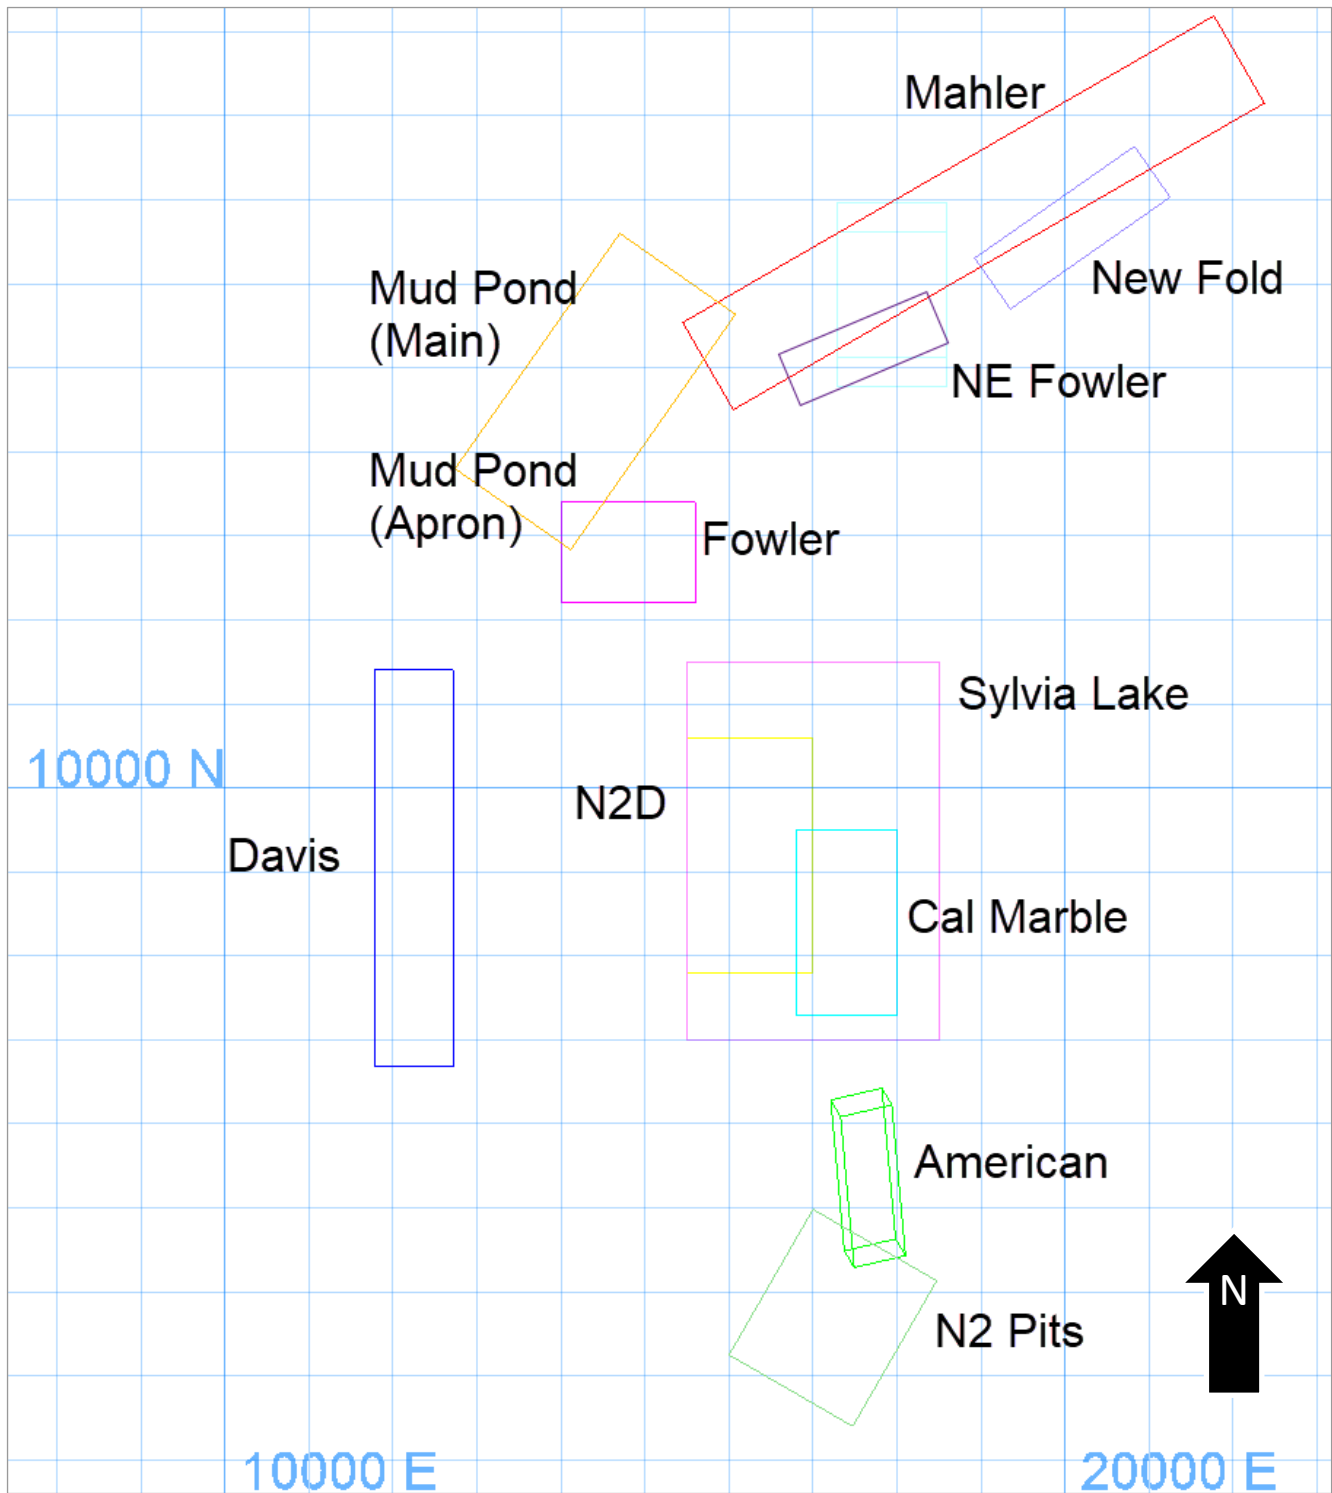 Mahler
New Fold
Mud Pond
(Main)
NE Fowler
Mud Pond
(Apron)
Fowler
Sylvia Lake
10000 N
N2D
Davis
Cal Marble
American
N
N2 Pits
10000 E
20000 E